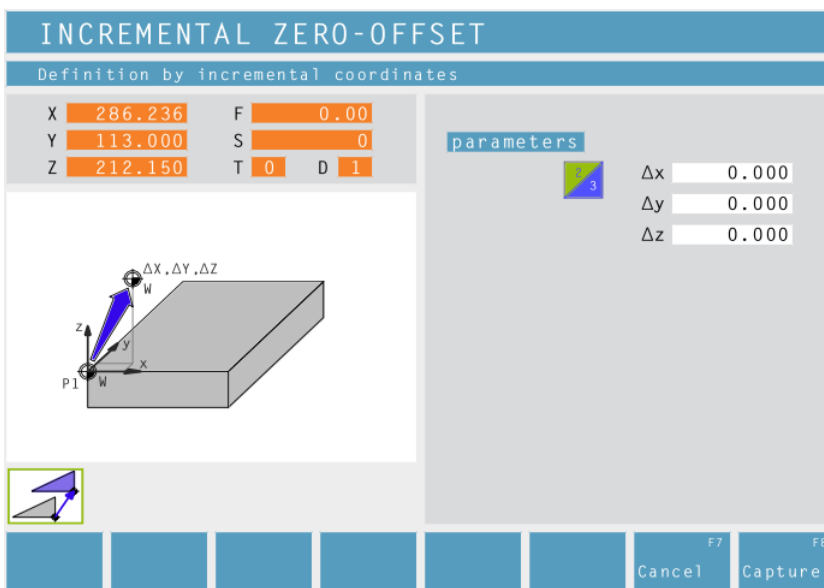 INCREMENTAL ZERO-OFFSET
Definition by incremental coordinates
X 286.236 F 0.00
Y 113.000 S 0
Z 212.150 T 0 D 1
parameters
2
3
Δx 0.000
Δy 0.000
Δz 0.000
ΔX,ΔY,ΔZ
W
z
y
x
P1 W
F7
Cancel
F8
Capture